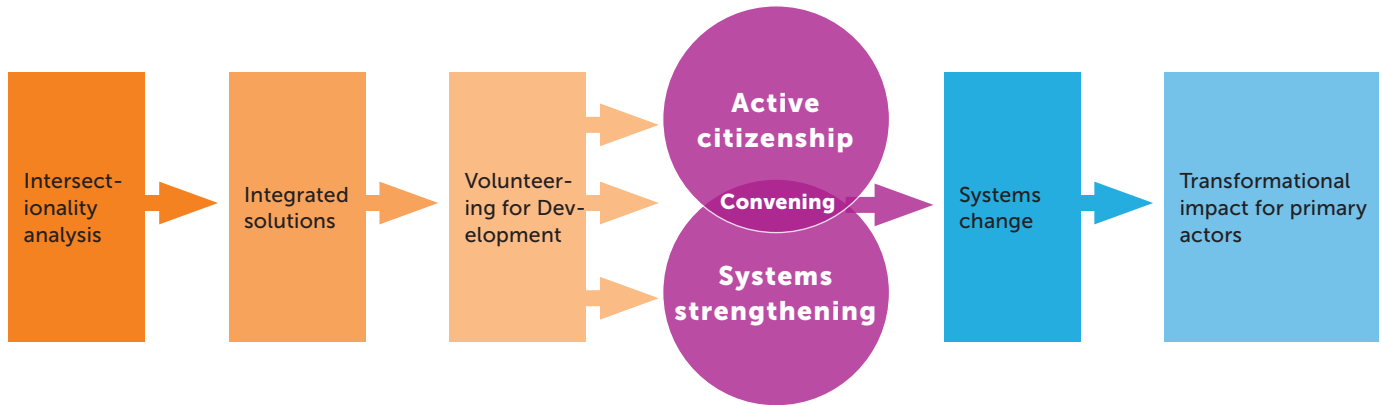 Intersect-
ionality
analysis
Integrated
solutions
Volunteer-
ing for Dev-
elopment
Active
citizenship
Convening
Systems
strengthening
Systems
change
Transformational
impact for primary
actors